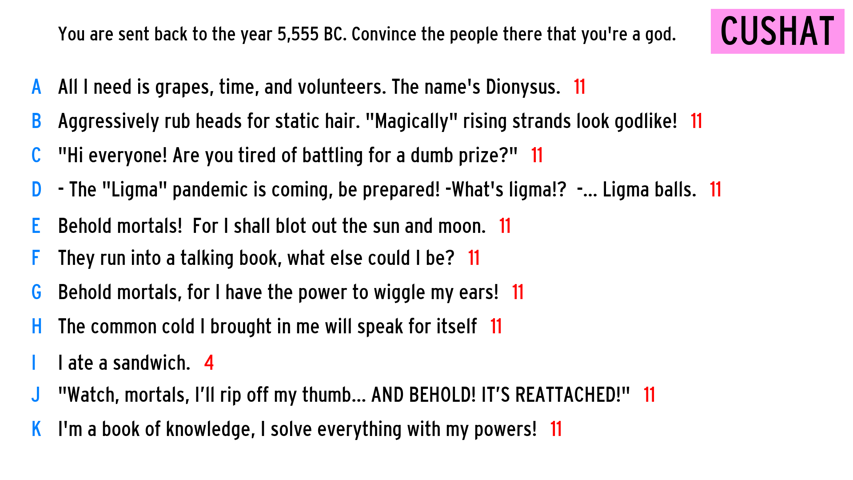 You are sent back to the year 5,555 BC. Convince the people there that you're a god.
CUSHAT
A All I need is grapes, time, and volunteers. The name's Dionysus. 11
B Aggressively rub heads for static hair. "Magically" rising strands look godlike! 11
C "Hi everyone! Are you tired of battling for a dumb prize?" 11
D - The "Ligma" pandemic is coming, be prepared! -What's ligma!? -... Ligma balls. 11
E Behold mortals! For I shall blot out the sun and moon. 11
F They run into a talking book, what else could I be? 11
G Behold mortals, for I have the power to wiggle my ears! 11
H The common cold I brought in me will speak for itself 11
I I ate a sandwich. 4
J "Watch, mortals, I’ll rip off my thumb... AND BEHOLD! IT’S REATTACHED!" 11
K I'm a book of knowledge, I solve everything with my powers! 11